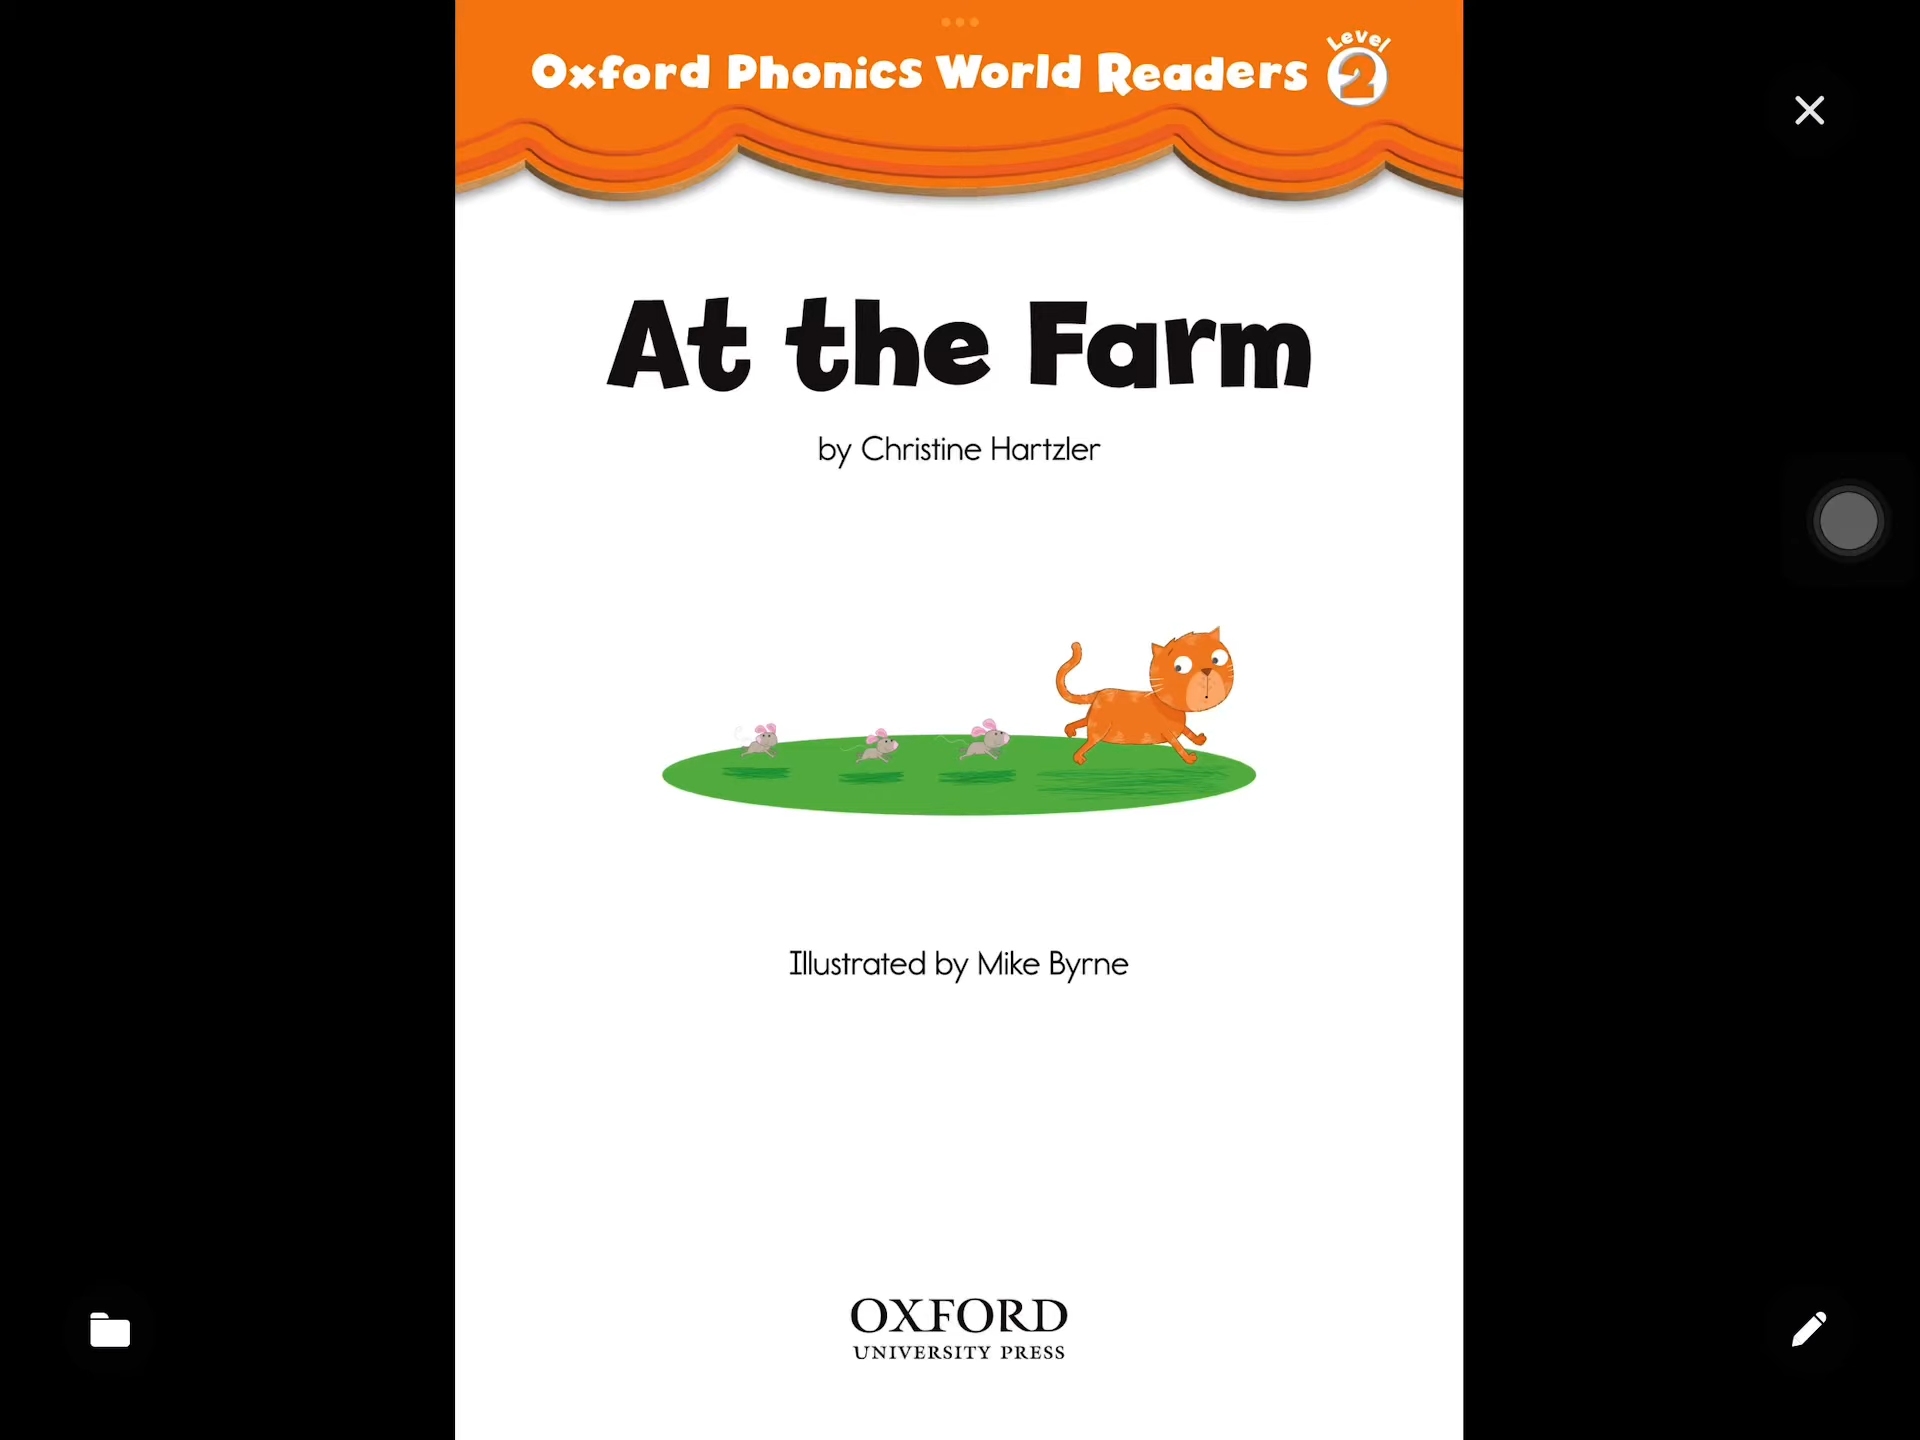 Level
Oxford Phonics World Readers 2
At the Farm
by Christine Hartzler
Illustrated by Mike Byrne
OXFORD
UNIVERSITY PRESS